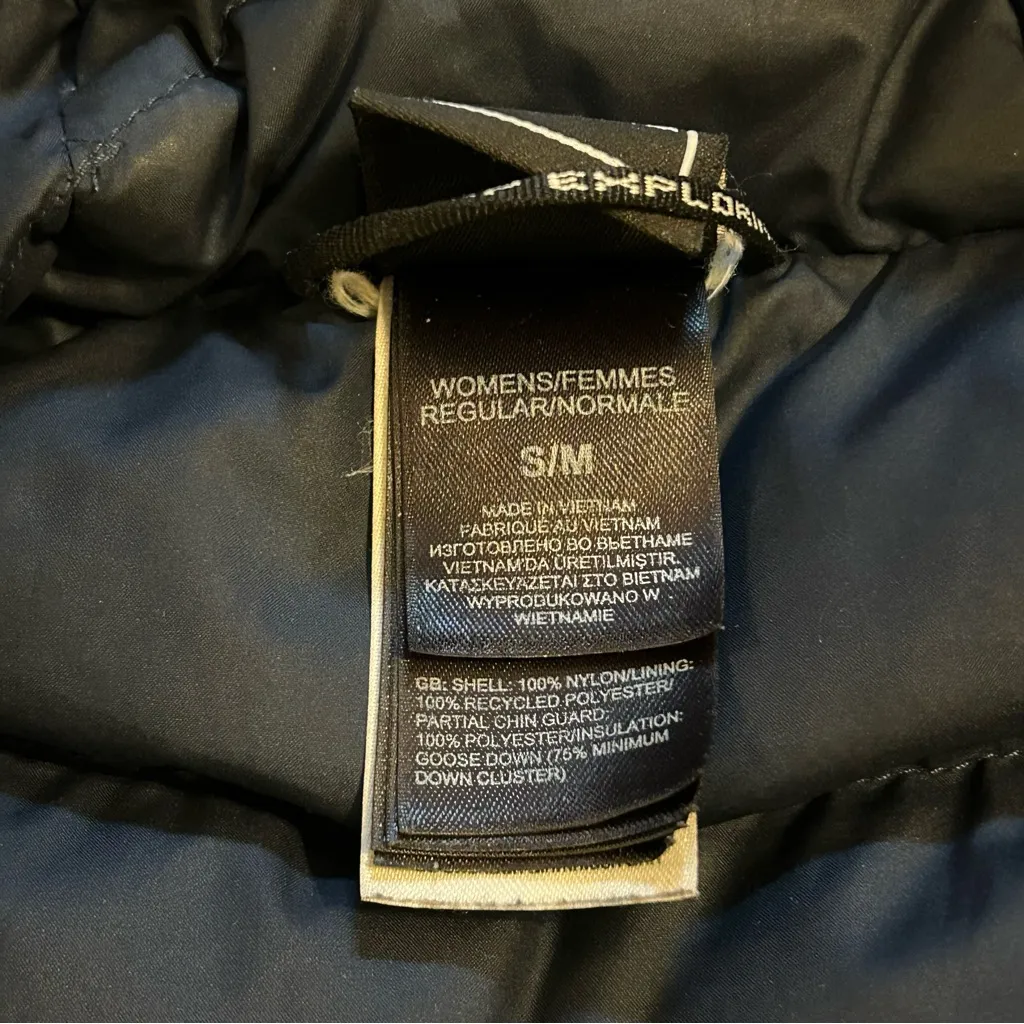 EXPLORIN
WOMENS/FEMMES
REGULAR/NORMALE
S/M
MADE IN VIETNAM
FABRIQUE AU VIETNAM
ИЗГОТОВЛЕНО ВО ВЬЕТНАМЕ
VIETNAM'DA ÜRETILMIŞTIR.
ΚΑΤΑΣΚΕΥΑΖΕΤΑΙ ΣΤΟ ΒΙΕΤΝΑΜ
WYPRODUKOWANO W
WIETNAMIE
GB: SHELL: 100% NYLON/LINING:
100% RECYCLED POLYESTER/
PARTIAL CHIN GUARD:
100% POLYESTER/INSULATION:
GOOSE DOWN (75% MINIMUM
DOWN CLUSTER)